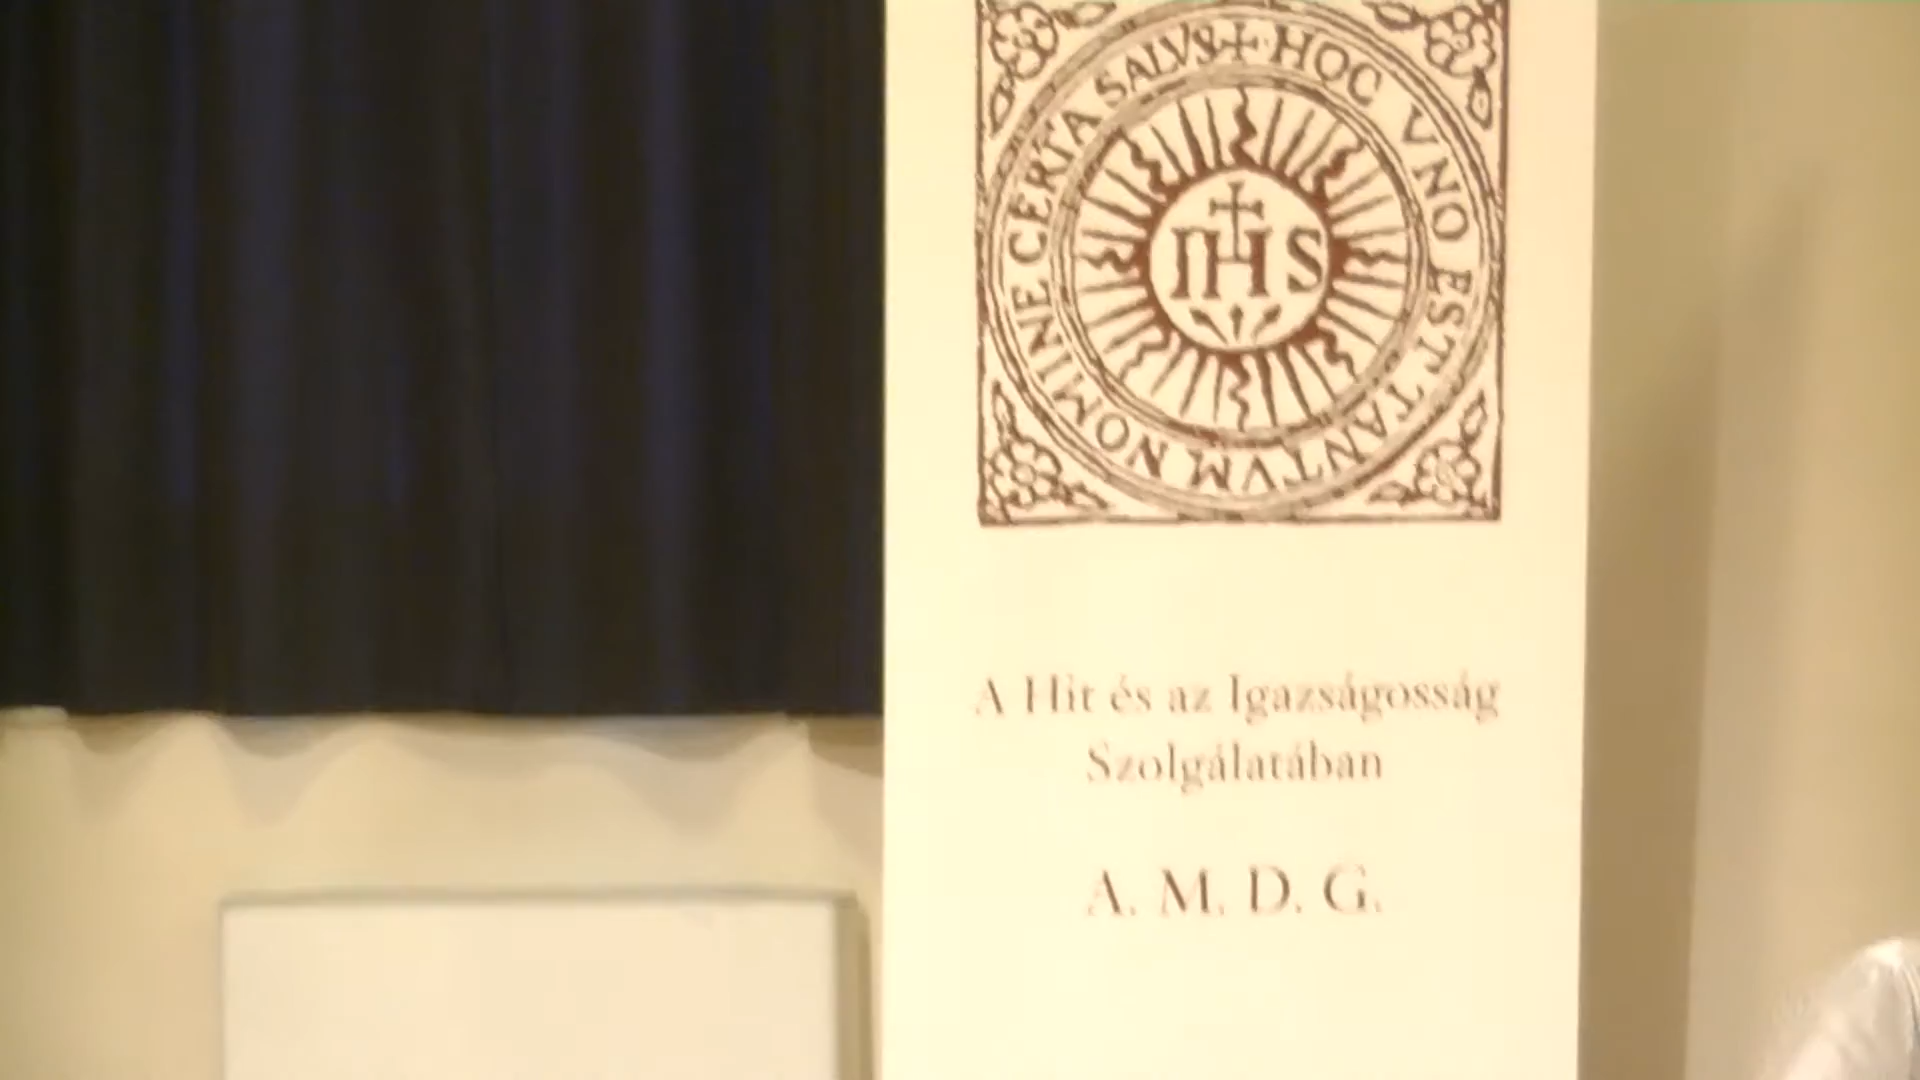 HOC VNO EST TANTVM NOMINE CERTA SALVS
IHS
A Hit és az Igazságosság
Szolgálatában
A. M. D. G.